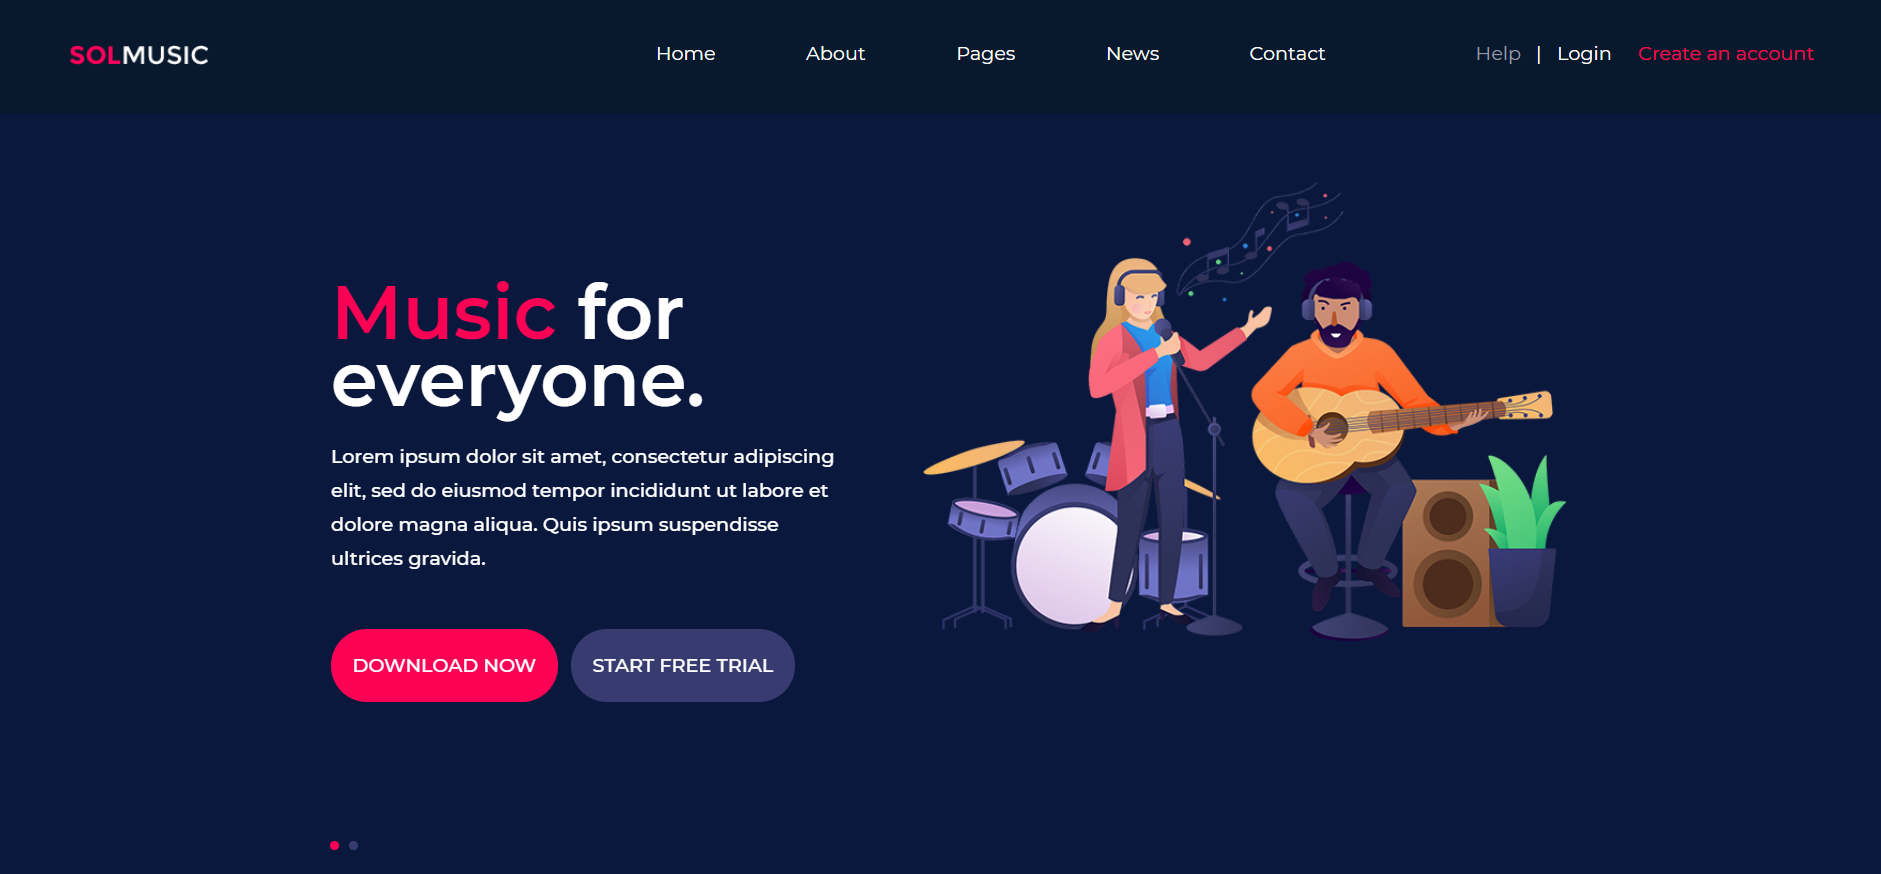 SOLMUSIC
Home About Pages News Contact Help | Login Create an account
Music for
everyone.
Lorem ipsum dolor sit amet, consectetur adipiscing
elit, sed do eiusmod tempor incididunt ut labore et
dolore magna aliqua. Quis ipsum suspendisse
ultrices gravida.
DOWNLOAD NOW START FREE TRIAL